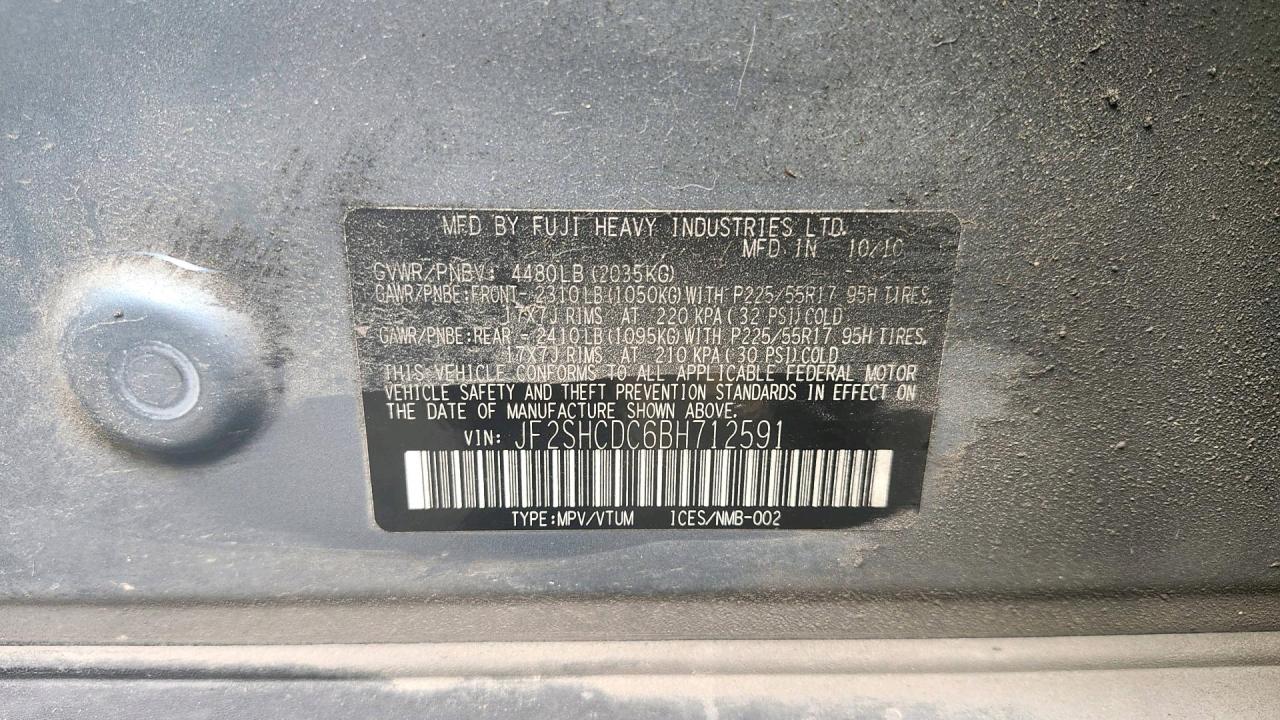 MFD BY FUJI HEAVY INDUSTRIES LTD.
MFD IN 10/10
GVWR/PNBV: 4480LB(2035KG)
GAWR/PNBE:FRONT- 2310LB(1050KG)WITH P225/55R17 95H TIRES,
17X7J RIMS AT 220 KPA(32 PSI)COLD
GAWR/PNBE:REAR - 2410LB(1095KG)WITH P225/55R17 95H TIRES,
17X7J RIMS AT 210 KPA(30 PSI)COLD
THIS VEHICLE CONFORMS TO ALL APPLICABLE FEDERAL MOTOR
VEHICLE SAFETY AND THEFT PREVENTION STANDARDS IN EFFECT ON
THE DATE OF MANUFACTURE SHOWN ABOVE.
VIN: JF2SHCDC6BH712591
TYPE:MPV/VTUM ICES/NMB-002